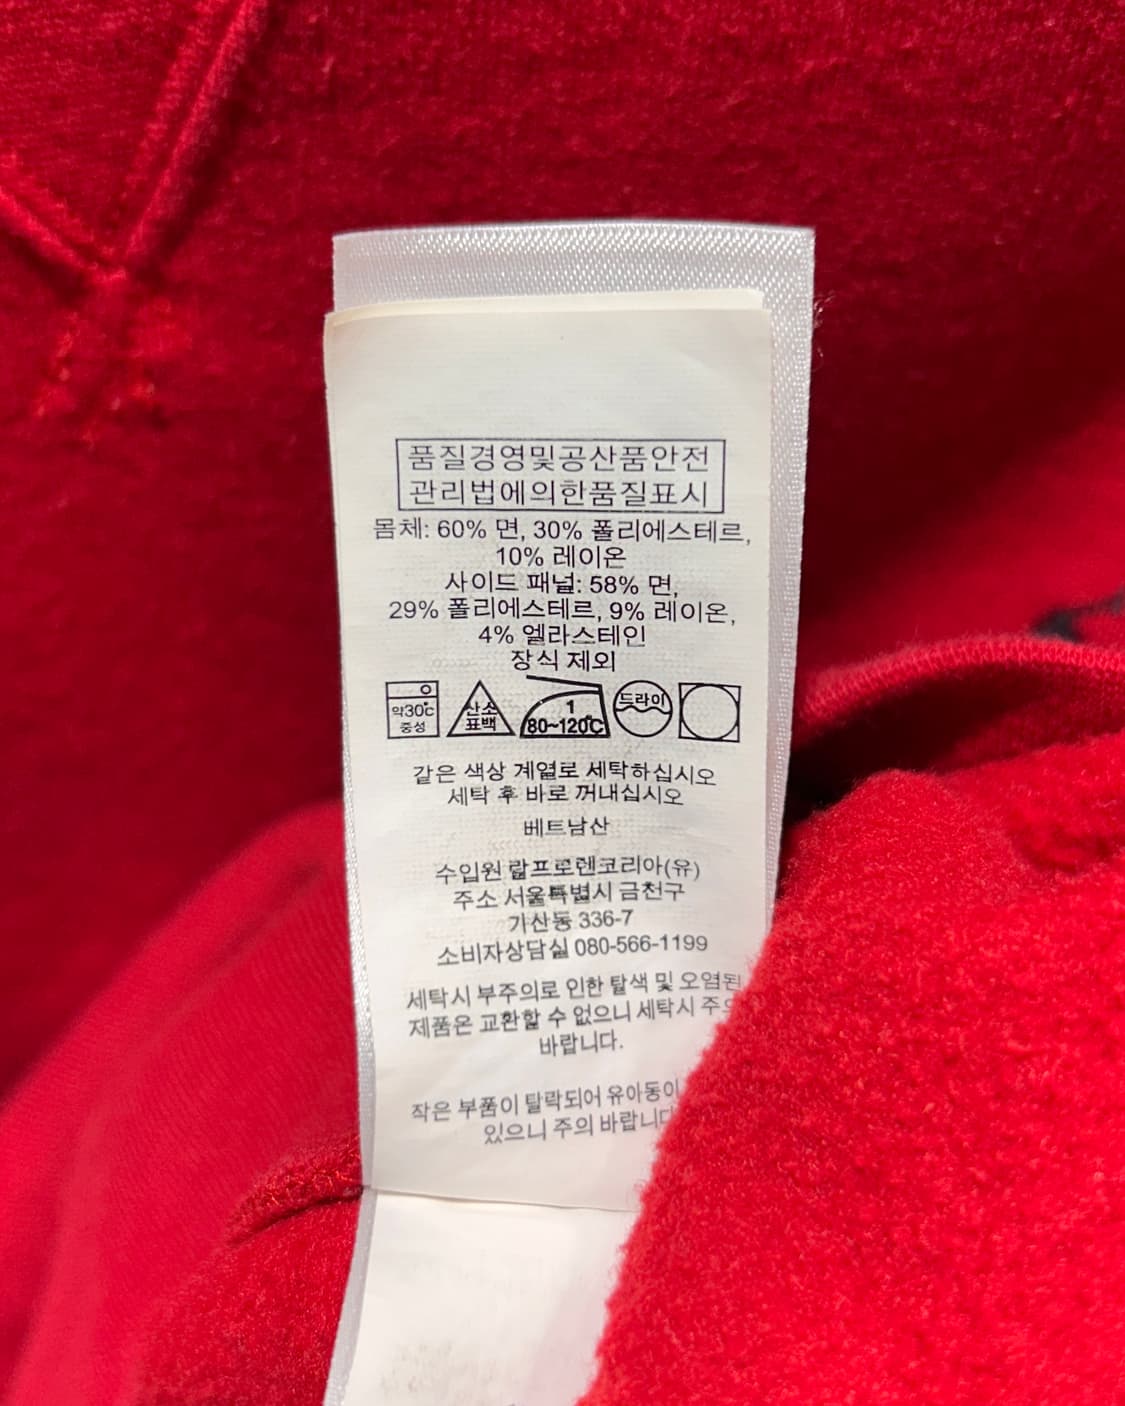 품질경영및공산품안전
관리법에의한품질표시
몸체: 60% 면, 30% 폴리에스테르,
10% 레이온
사이드 패널: 58% 면,
29% 폴리에스테르, 9% 레이온,
4% 엘라스테인
장식 제외
약30℃ 중성
산소 표백
1 80~120℃
드라이
같은 색상 계열로 세탁하십시오
세탁 후 바로 꺼내십시오
베트남산
수입원 랄프로렌코리아(유)
주소 서울특별시 금천구
가산동 336-7
소비자상담실 080-566-1199
세탁시 부주의로 인한 탈색 및 오염된
제품은 교환할 수 없으니 세탁시
바랍니다.
작은 부품이 탈락되어 유아동이
있으니 주의 바랍니다